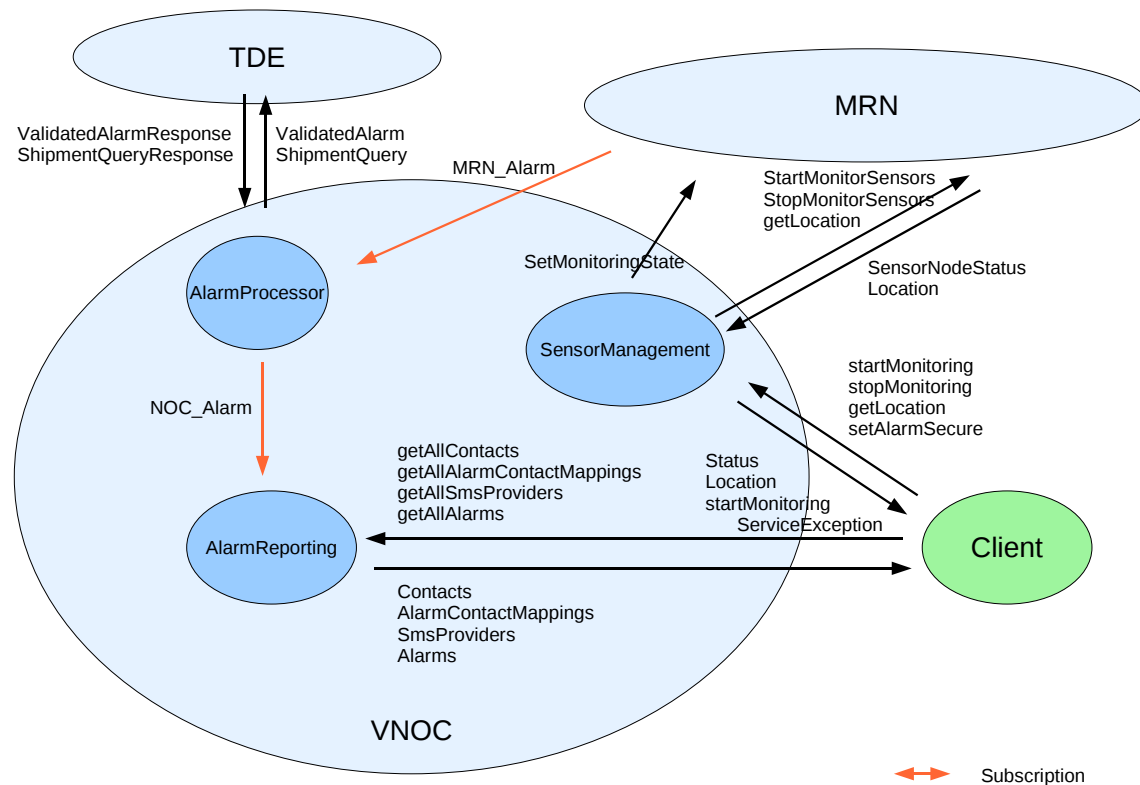 TDE
MRN
ValidatedAlarmResponse
ShipmentQueryResponse
ValidatedAlarm
ShipmentQuery
MRN_Alarm
StartMonitorSensors
StopMonitorSensors
getLocation
SetMonitoringState
SensorNodeStatus
Location
AlarmProcessor
SensorManagement
startMonitoring
stopMonitoring
getLocation
setAlarmSecure
NOC_Alarm
getAllContacts
getAllAlarmContactMappings
getAllSmsProviders
getAllAlarms
Status
Location
startMonitoring
ServiceException
AlarmReporting
Client
Contacts
AlarmContactMappings
SmsProviders
Alarms
VNOC
Subscription